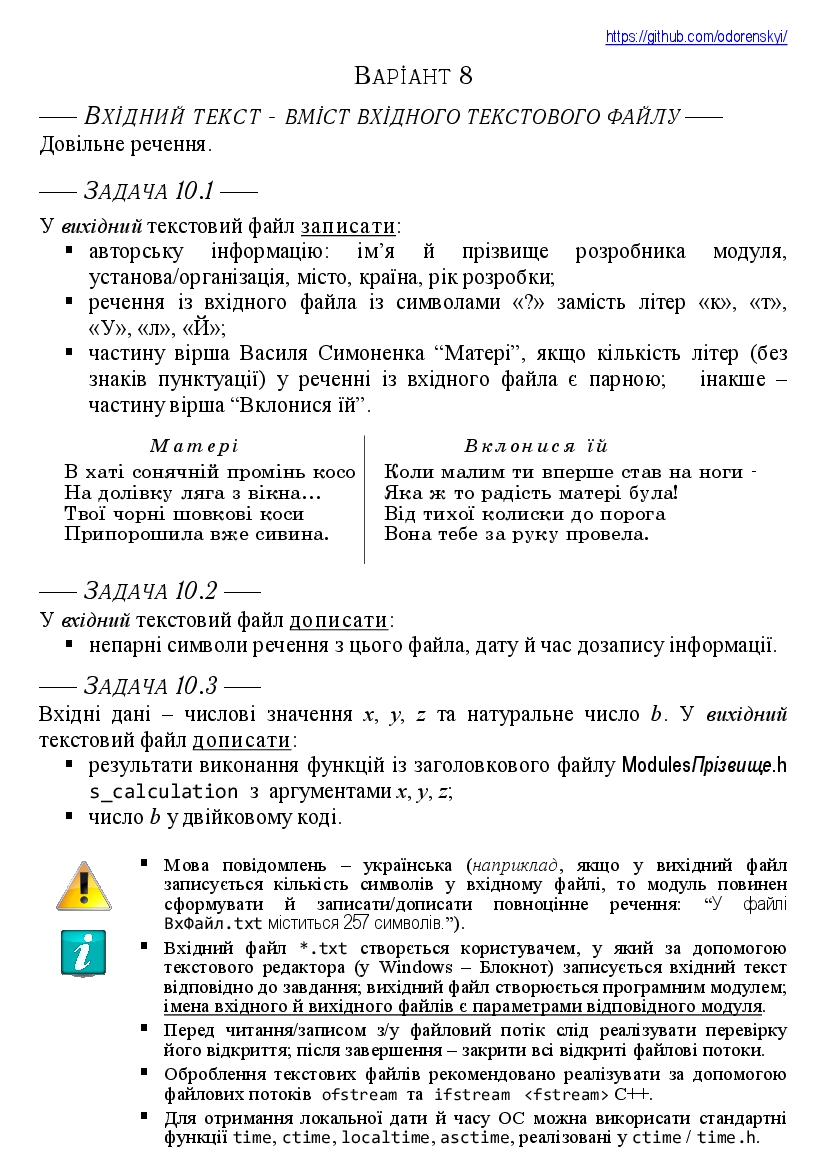 https://github.com/odorenskyi/
ВАРІАНТ 8
ВХІДНИЙ ТЕКСТ - ВМІСТ ВХІДНОГО ТЕКСТОВОГО ФАЙЛУ
Довільне речення.
ЗАДАЧА 10.1
У вихідний текстовий файл записати:
▪ авторську інформацію: ім’я й прізвище розробника модуля,
установа/організація, місто, країна, рік розробки;
▪ речення із вхідного файла із символами «?» замість літер «к», «т»,
«У», «л», «Й»;
▪ частину вірша Василя Симоненка “Матері”, якщо кількість літер (без
знаків пунктуації) у реченні із вхідного файла є парною; інакше –
частину вірша “Вклонися їй”.
Матері
В хаті сонячній промінь косо
На долівку ляга з вікна…
Твої чорні шовкові коси
Припорошила вже сивина.
Вклонися їй
Коли малим ти вперше став на ноги -
Яка ж то радість матері була!
Від тихої колиски до порога
Вона тебе за руку провела.
ЗАДАЧА 10.2
У вхідний текстовий файл дописати:
▪ непарні символи речення з цього файла, дату й час дозапису інформації.
ЗАДАЧА 10.3
Вхідні дані – числові значення x, y, z та натуральне число b. У вихідний
текстовий файл дописати:
▪ результати виконання функцій із заголовкового файлу ModulesПрізвище.h
s_calculation з аргументами x, y, z;
▪ число b у двійковому коді.
▪ Мова повідомлень – українська (наприклад, якщо у вихідний файл
записується кількість символів у вхідному файлі, то модуль повинен
сформувати й записати/дописати повноцінне речення: “У файлі
ВхФайл.txt міститься 257 символів.”).
▪ Вхідний файл *.txt створється користувачем, у який за допомогою
текстового редактора (у Windows – Блокнот) записується вхідний текст
відповідно до завдання; вихідний файл створюється програмним модулем;
імена вхідного й вихідного файлів є параметрами відповідного модуля.
▪ Перед читання/записом з/у файловий потік слід реалізувати перевірку
його відкриття; після завершення – закрити всі відкриті файлові потоки.
▪ Оброблення текстових файлів рекомендовано реалізувати за допомогою
файлових потоків ofstream та ifstream <fstream> С++.
▪ Для отримання локальної дати й часу ОС можна викорисати стандартні
функції time, ctime, localtime, asctime, реалізовані у ctime / time.h.